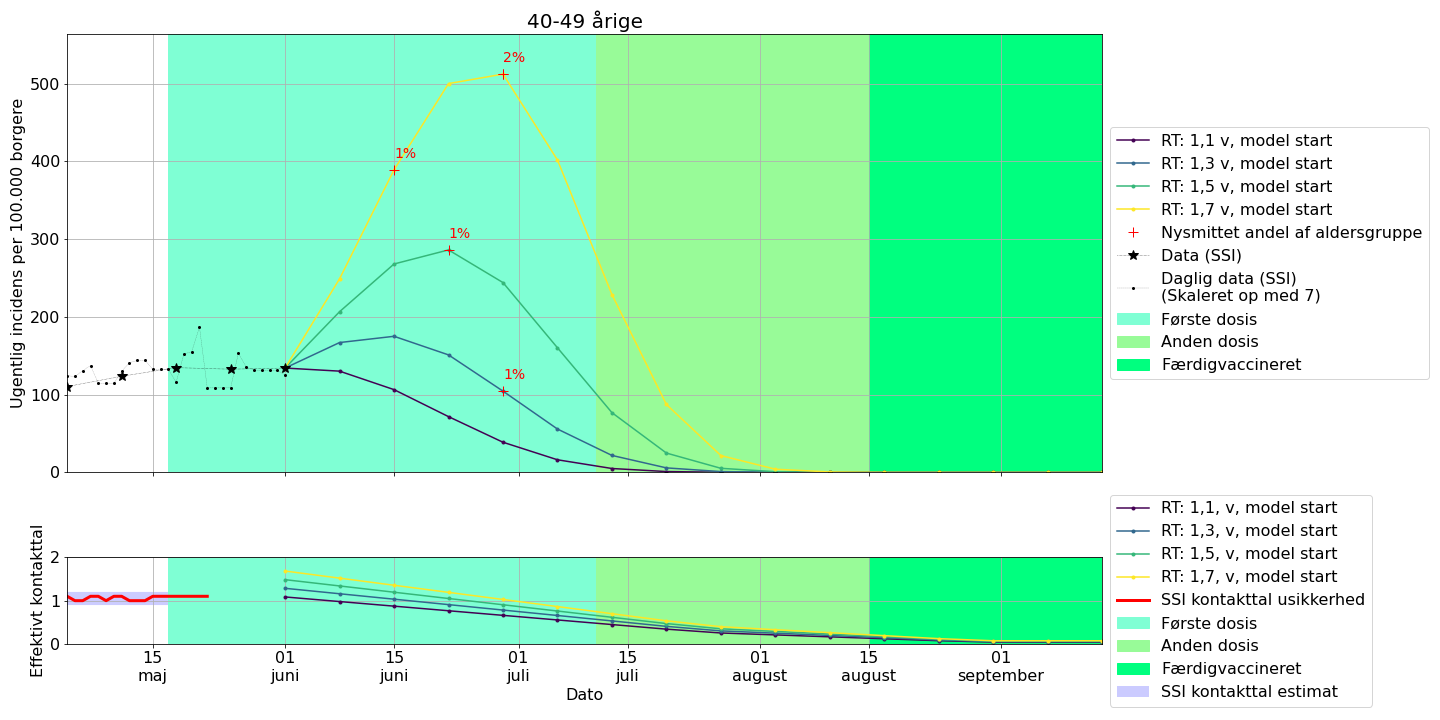 40-49 årige
Ugentlig incidens per 100.000 borgere
500
400
300
200
100
0
2%
1%
1%
1%
RT: 1,1 v, model start
RT: 1,3 v, model start
RT: 1,5 v, model start
RT: 1,7 v, model start
Nysmittet andel af aldersgruppe
Data (SSI)
Daglig data (SSI)
(Skaleret op med 7)
Første dosis
Anden dosis
Færdigvaccineret
Effektivt kontakttal
2
1
0
15 01 15 01 15 01 15 01
maj juni juni juli juli august august september
Dato
RT: 1,1, v, model start
RT: 1,3, v, model start
RT: 1,5, v, model start
RT: 1,7, v, model start
SSI kontakttal usikkerhed
Første dosis
Anden dosis
Færdigvaccineret
SSI kontakttal estimat